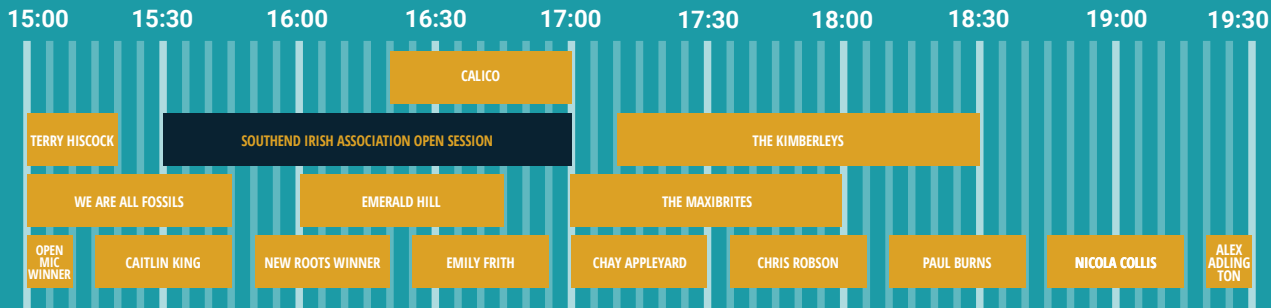 15:00 15:30 16:00 16:30 17:00 17:30 18:00 18:30 19:00 19:30
CALICO
TERRY HISCOCK SOUTHEND IRISH ASSOCIATION OPEN SESSION THE KIMBERLEYS
WE ARE ALL FOSSILS EMERALD HILL THE MAXIBRITES
OPEN
MIC
WINNER
CAITLIN KING NEW ROOTS WINNER EMILY FRITH CHAY APPLEYARD CHRIS ROBSON PAUL BURNS NICOLA COLLIS
ALEX
ADLING
TON